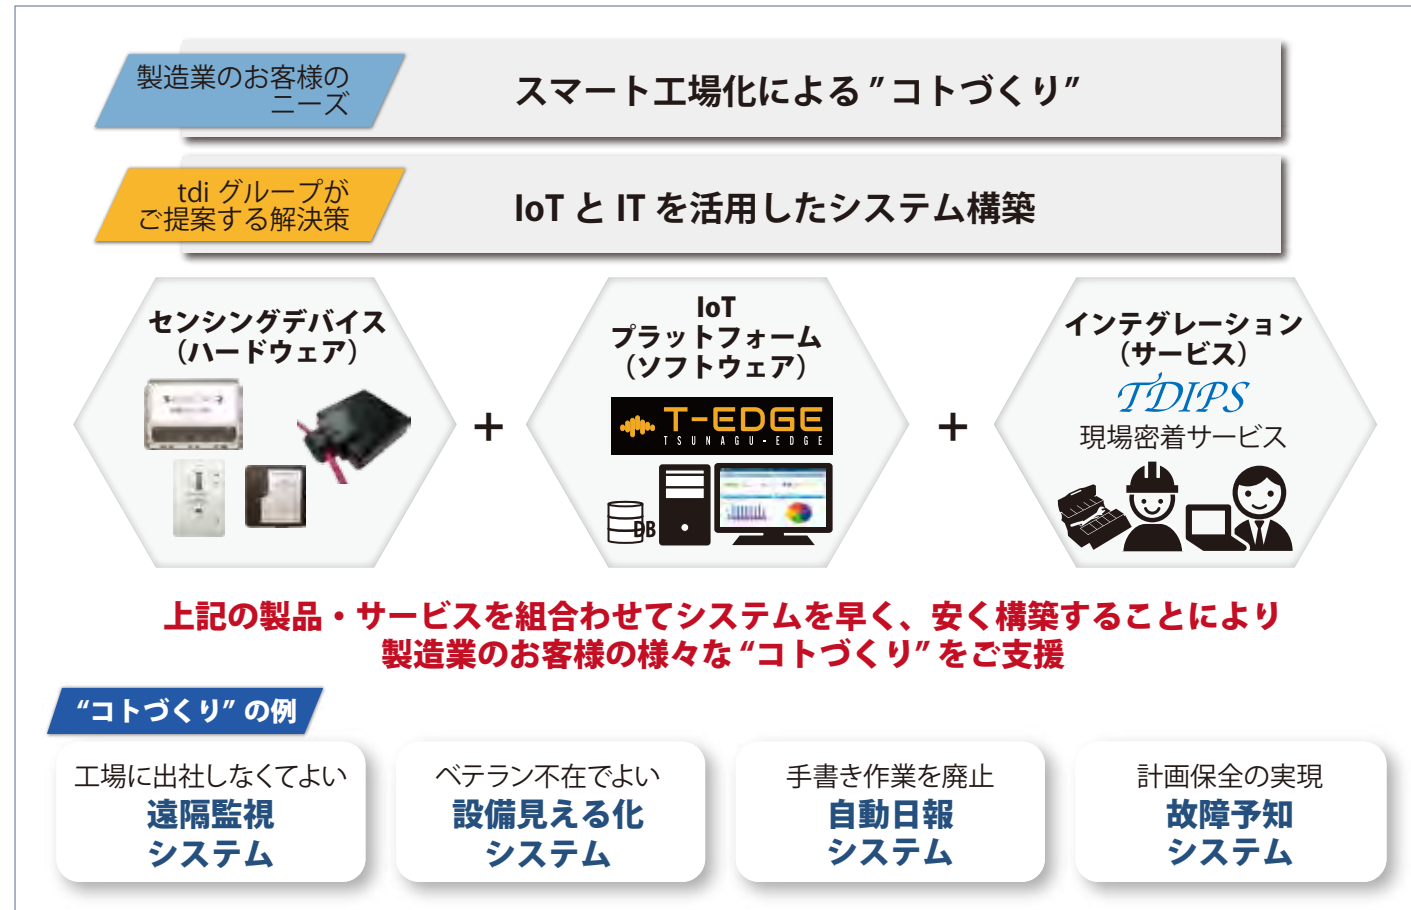 製造業のお客様の
ニーズ
スマート工場化による”コトづくり”
tdi グループが
ご提案する解決策
IoT と IT を活用したシステム構築
センシングデバイス
（ハードウェア）
+
IoT
プラットフォーム
（ソフトウェア）
T-EDGE
TSUNAGU-EDGE
DB
+
インテグレーション
（サービス）
TDIPS
現場密着サービス
上記の製品・サービスを組合わせてシステムを早く、安く構築することにより
製造業のお客様の様々な“コトづくり”をご支援
“コトづくり” の例
工場に出社しなくてよい
遠隔監視
システム
ベテラン不在でよい
設備見える化
システム
手書き作業を廃止
自動日報
システム
計画保全の実現
故障予知
システム